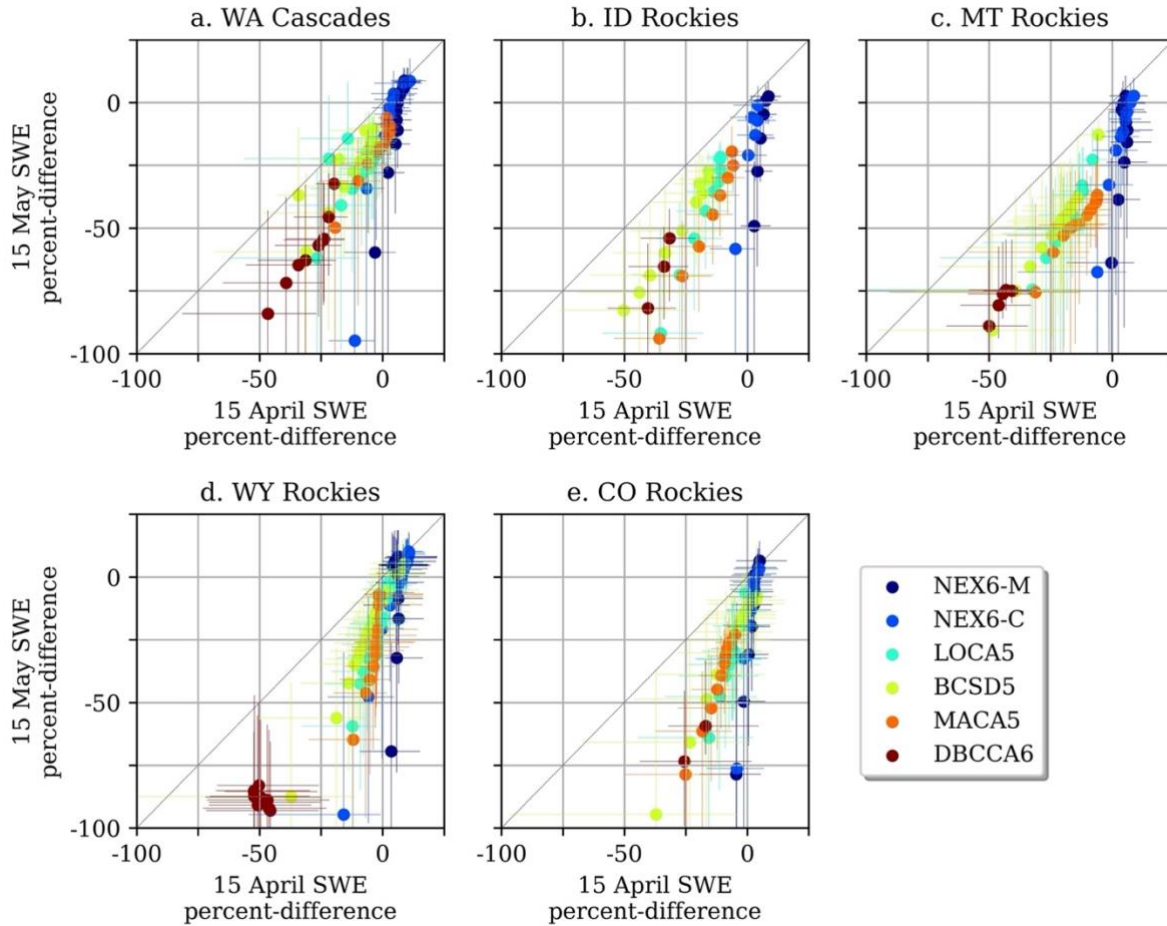 a. WA Cascades
b. ID Rockies
c. MT Rockies
15 May SWE
percent-difference
0
-50
-100
-100
-50
0
-100
-50
0
-100
-50
0
15 April SWE
percent-difference
15 April SWE
percent-difference
15 April SWE
percent-difference
d. WY Rockies
e. CO Rockies
15 May SWE
percent-difference
0
-50
-100
-100
-50
0
-100
-50
0
15 April SWE
percent-difference
15 April SWE
percent-difference
NEX6-M
NEX6-C
LOCA5
BCSD5
MACA5
DBCCA6